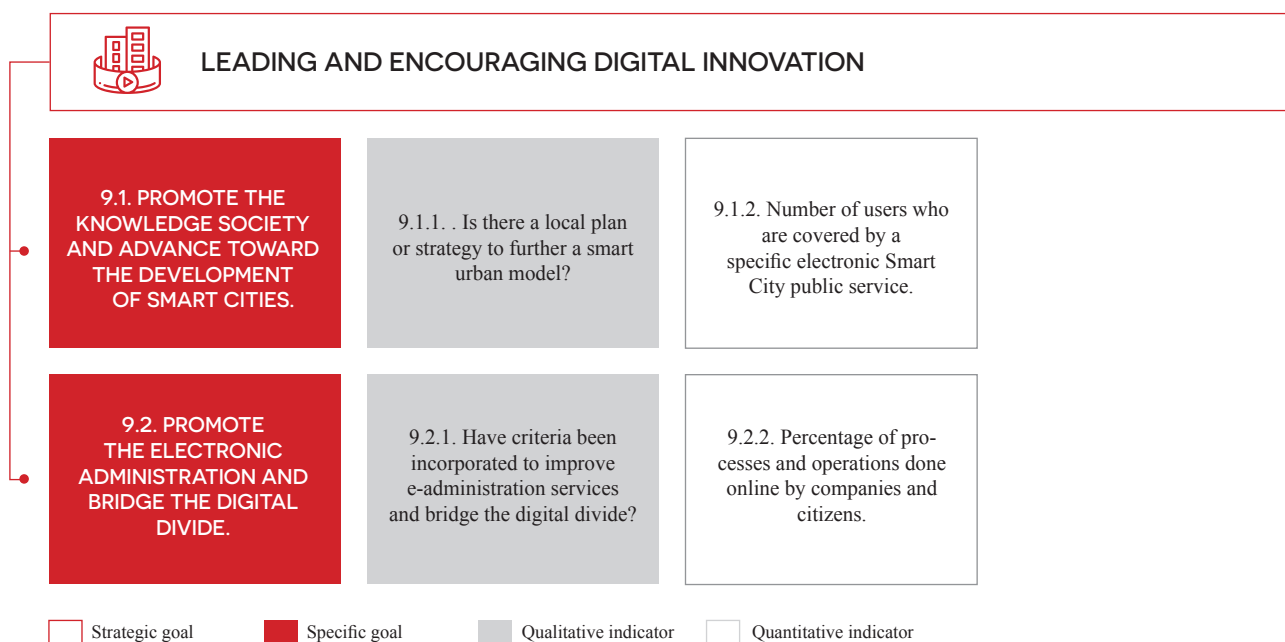 LEADING AND ENCOURAGING DIGITAL INNOVATION
9.1. PROMOTE THE
KNOWLEDGE SOCIETY
AND ADVANCE TOWARD
THE DEVELOPMENT
OF SMART CITIES.
9.1.1. . Is there a local plan
or strategy to further a smart
urban model?
9.1.2. Number of users who
are covered by a
specific electronic Smart
City public service.
9.2. PROMOTE
THE ELECTRONIC
ADMINISTRATION AND
BRIDGE THE DIGITAL
DIVIDE.
9.2.1. Have criteria been
incorporated to improve
e-administration services
and bridge the digital divide?
9.2.2. Percentage of pro-
cesses and operations done
online by companies and
citizens.
Strategic goal
Specific goal
Qualitative indicator
Quantitative indicator